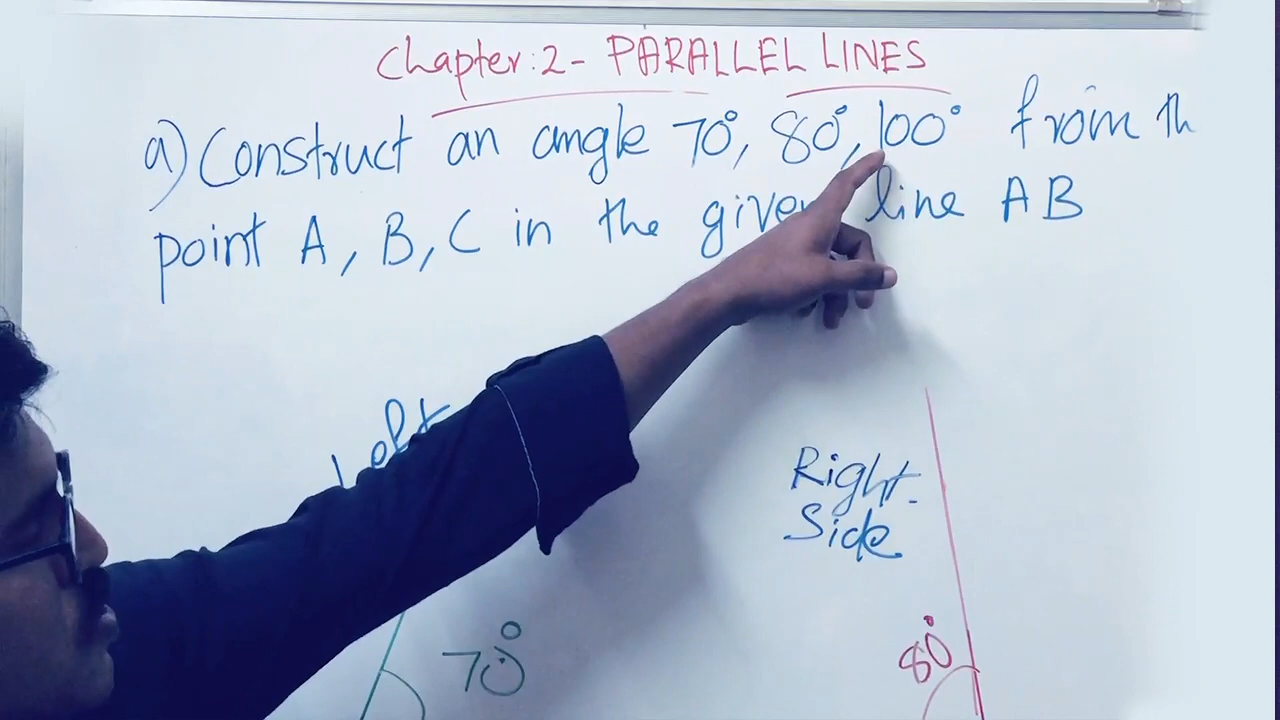 Chapter:2- PARALLEL LINES
a) Construct an angle 70°, 80°, 100° from th
point A, B, C in the given line AB
Left
Right
Side
70°
80°